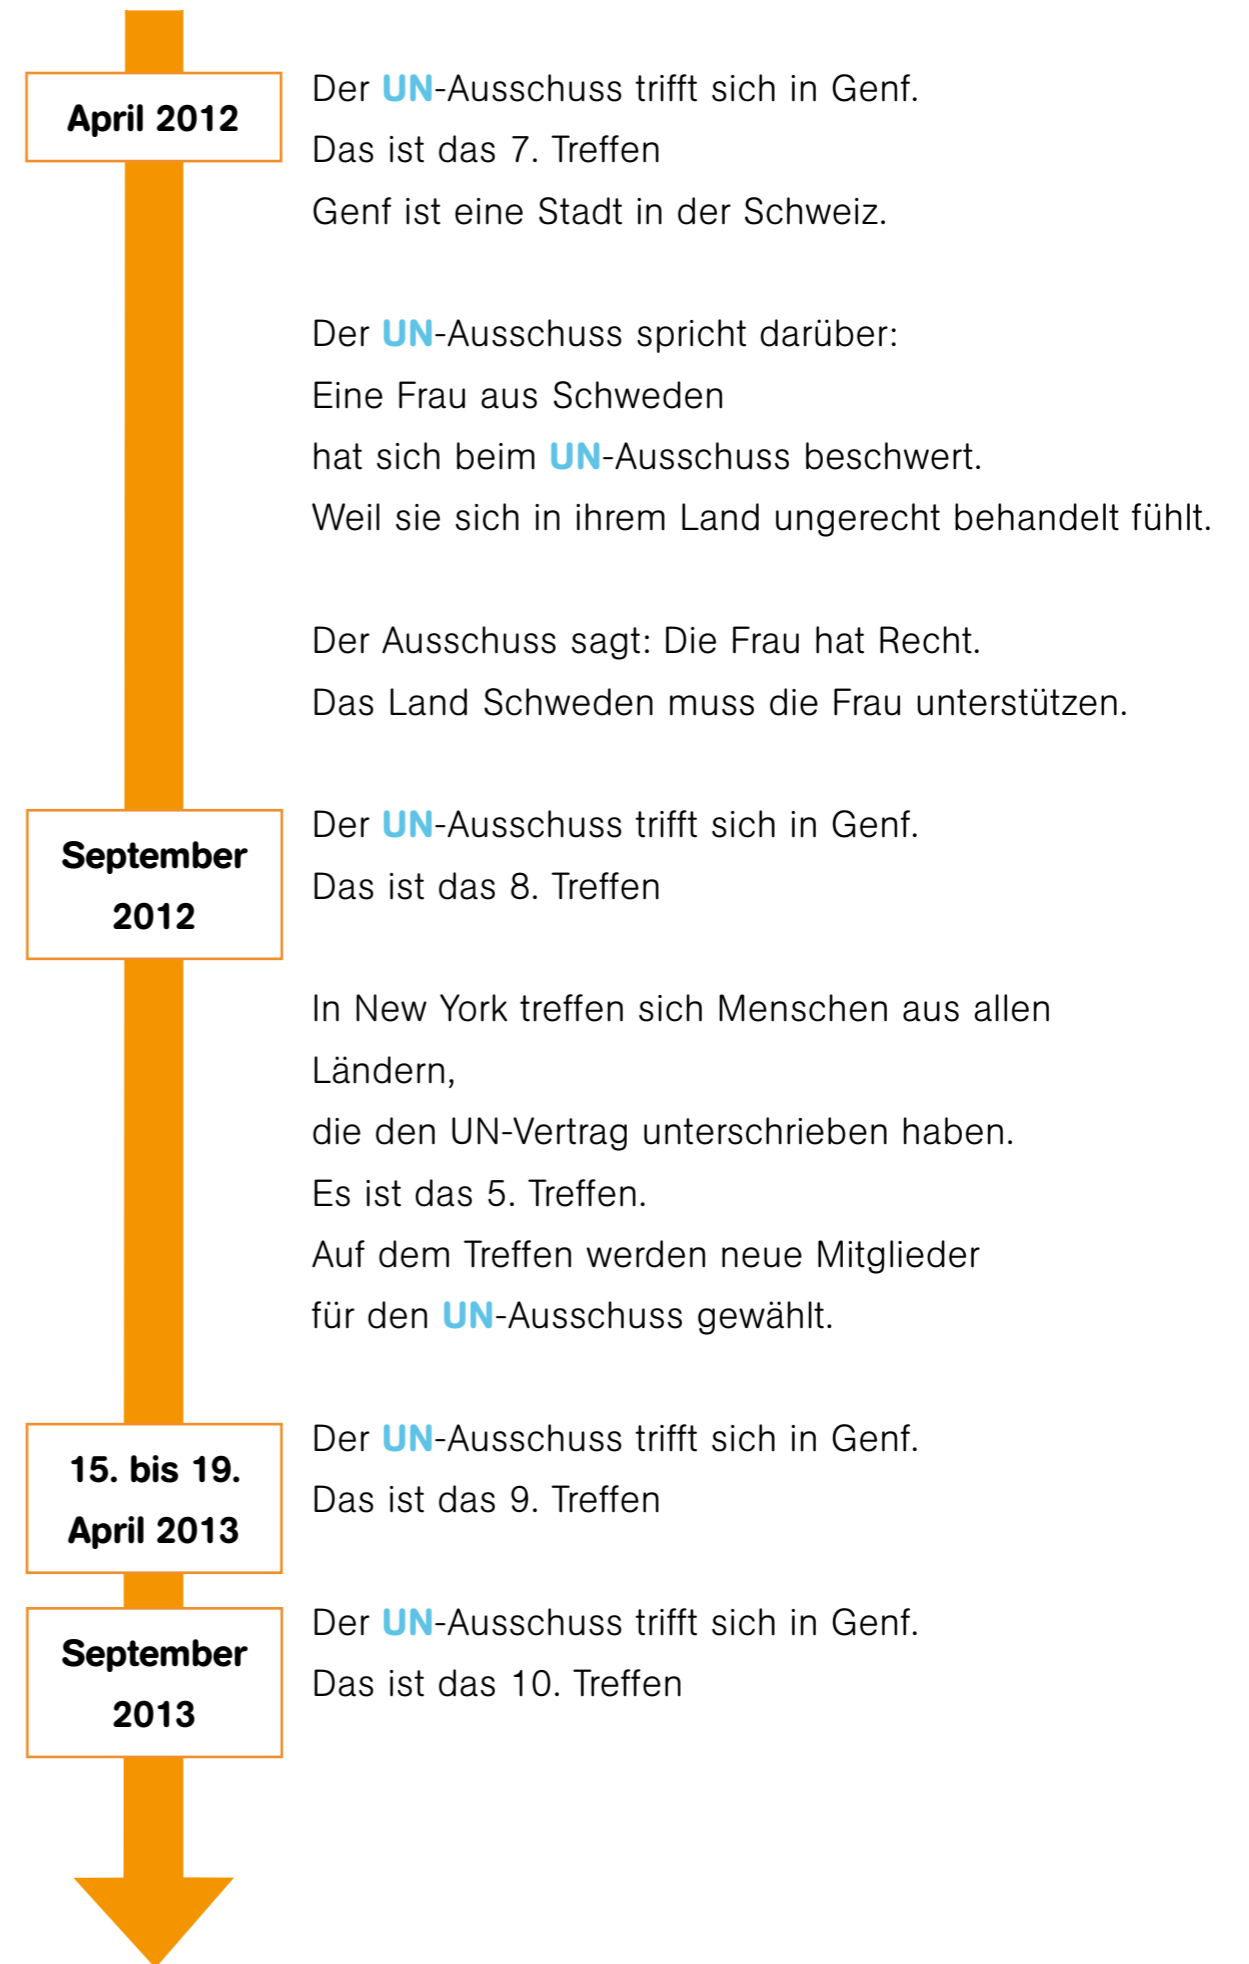 April 2012
Der UN-Ausschuss trifft sich in Genf.
Das ist das 7. Treffen
Genf ist eine Stadt in der Schweiz.
Der UN-Ausschuss spricht darüber:
Eine Frau aus Schweden
hat sich beim UN-Ausschuss beschwert.
Weil sie sich in ihrem Land ungerecht behandelt fühlt.
Der Ausschuss sagt: Die Frau hat Recht.
Das Land Schweden muss die Frau unterstützen.
September
2012
Der UN-Ausschuss trifft sich in Genf.
Das ist das 8. Treffen
In New York treffen sich Menschen aus allen
Ländern,
die den UN-Vertrag unterschrieben haben.
Es ist das 5. Treffen.
Auf dem Treffen werden neue Mitglieder
für den UN-Ausschuss gewählt.
15. bis 19.
April 2013
Der UN-Ausschuss trifft sich in Genf.
Das ist das 9. Treffen
September
2013
Der UN-Ausschuss trifft sich in Genf.
Das ist das 10. Treffen